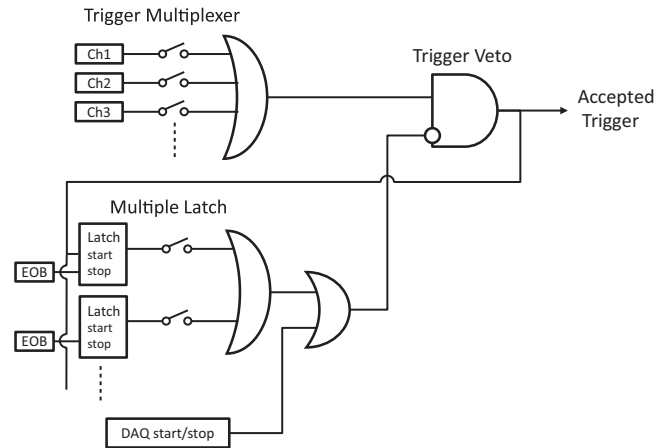 Trigger Multiplexer
Ch1
Ch2
Ch3
Trigger Veto
Accepted
Trigger
Multiple Latch
Latch
start
stop
EOB
Latch
start
stop
EOB
DAQ start/stop